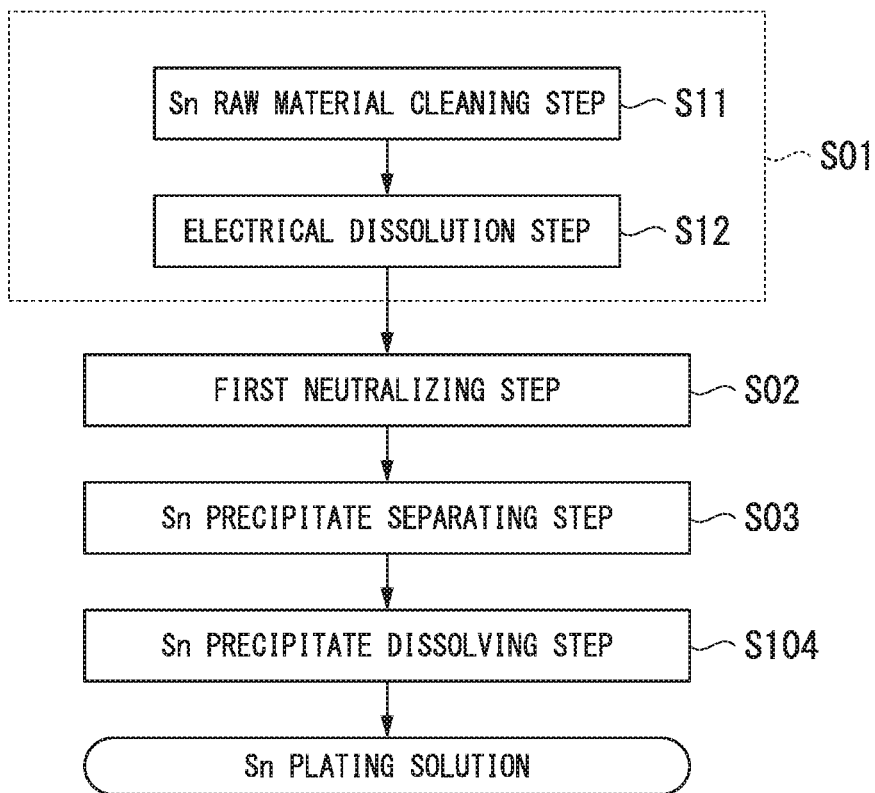 Sn RAW MATERIAL CLEANING STEP S11
S01
ELECTRICAL DISSOLUTION STEP S12
FIRST NEUTRALIZING STEP S02
Sn PRECIPITATE SEPARATING STEP S03
Sn PRECIPITATE DISSOLVING STEP S104
Sn PLATING SOLUTION